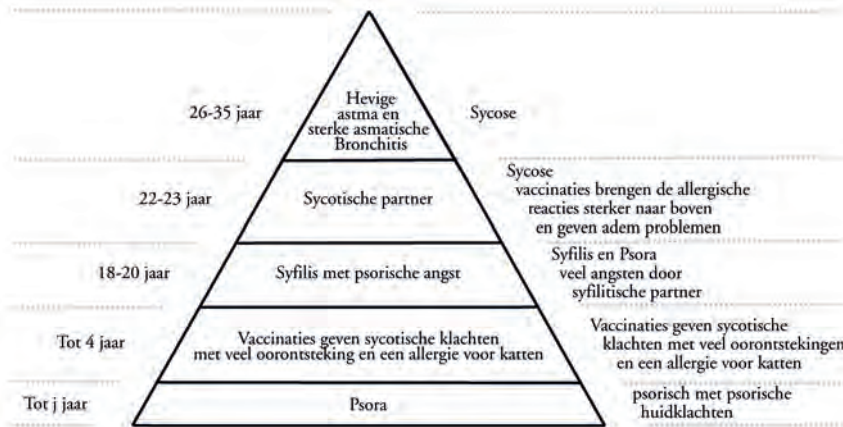 26-35 jaar
Hevige
astma en
sterke asmatische
Bronchitis
Sycose
22-23 jaar
Sycotische partner
Sycose
vaccinaties brengen de allergische
reacties sterker naar boven
en geven adem problemen
18-20 jaar
Syfilis met psorische angst
Syfilis en Psora
veel angsten door
syfilitische partner
Tot 4 jaar
Vaccinaties geven sycotische klachten
met veel oorontsteking en een allergie voor katten
Vaccinaties geven sycotische
klachten met veel oorontstekingen
en een allergie voor katten
Tot j jaar
Psora
psorisch met psorische
huidklachten